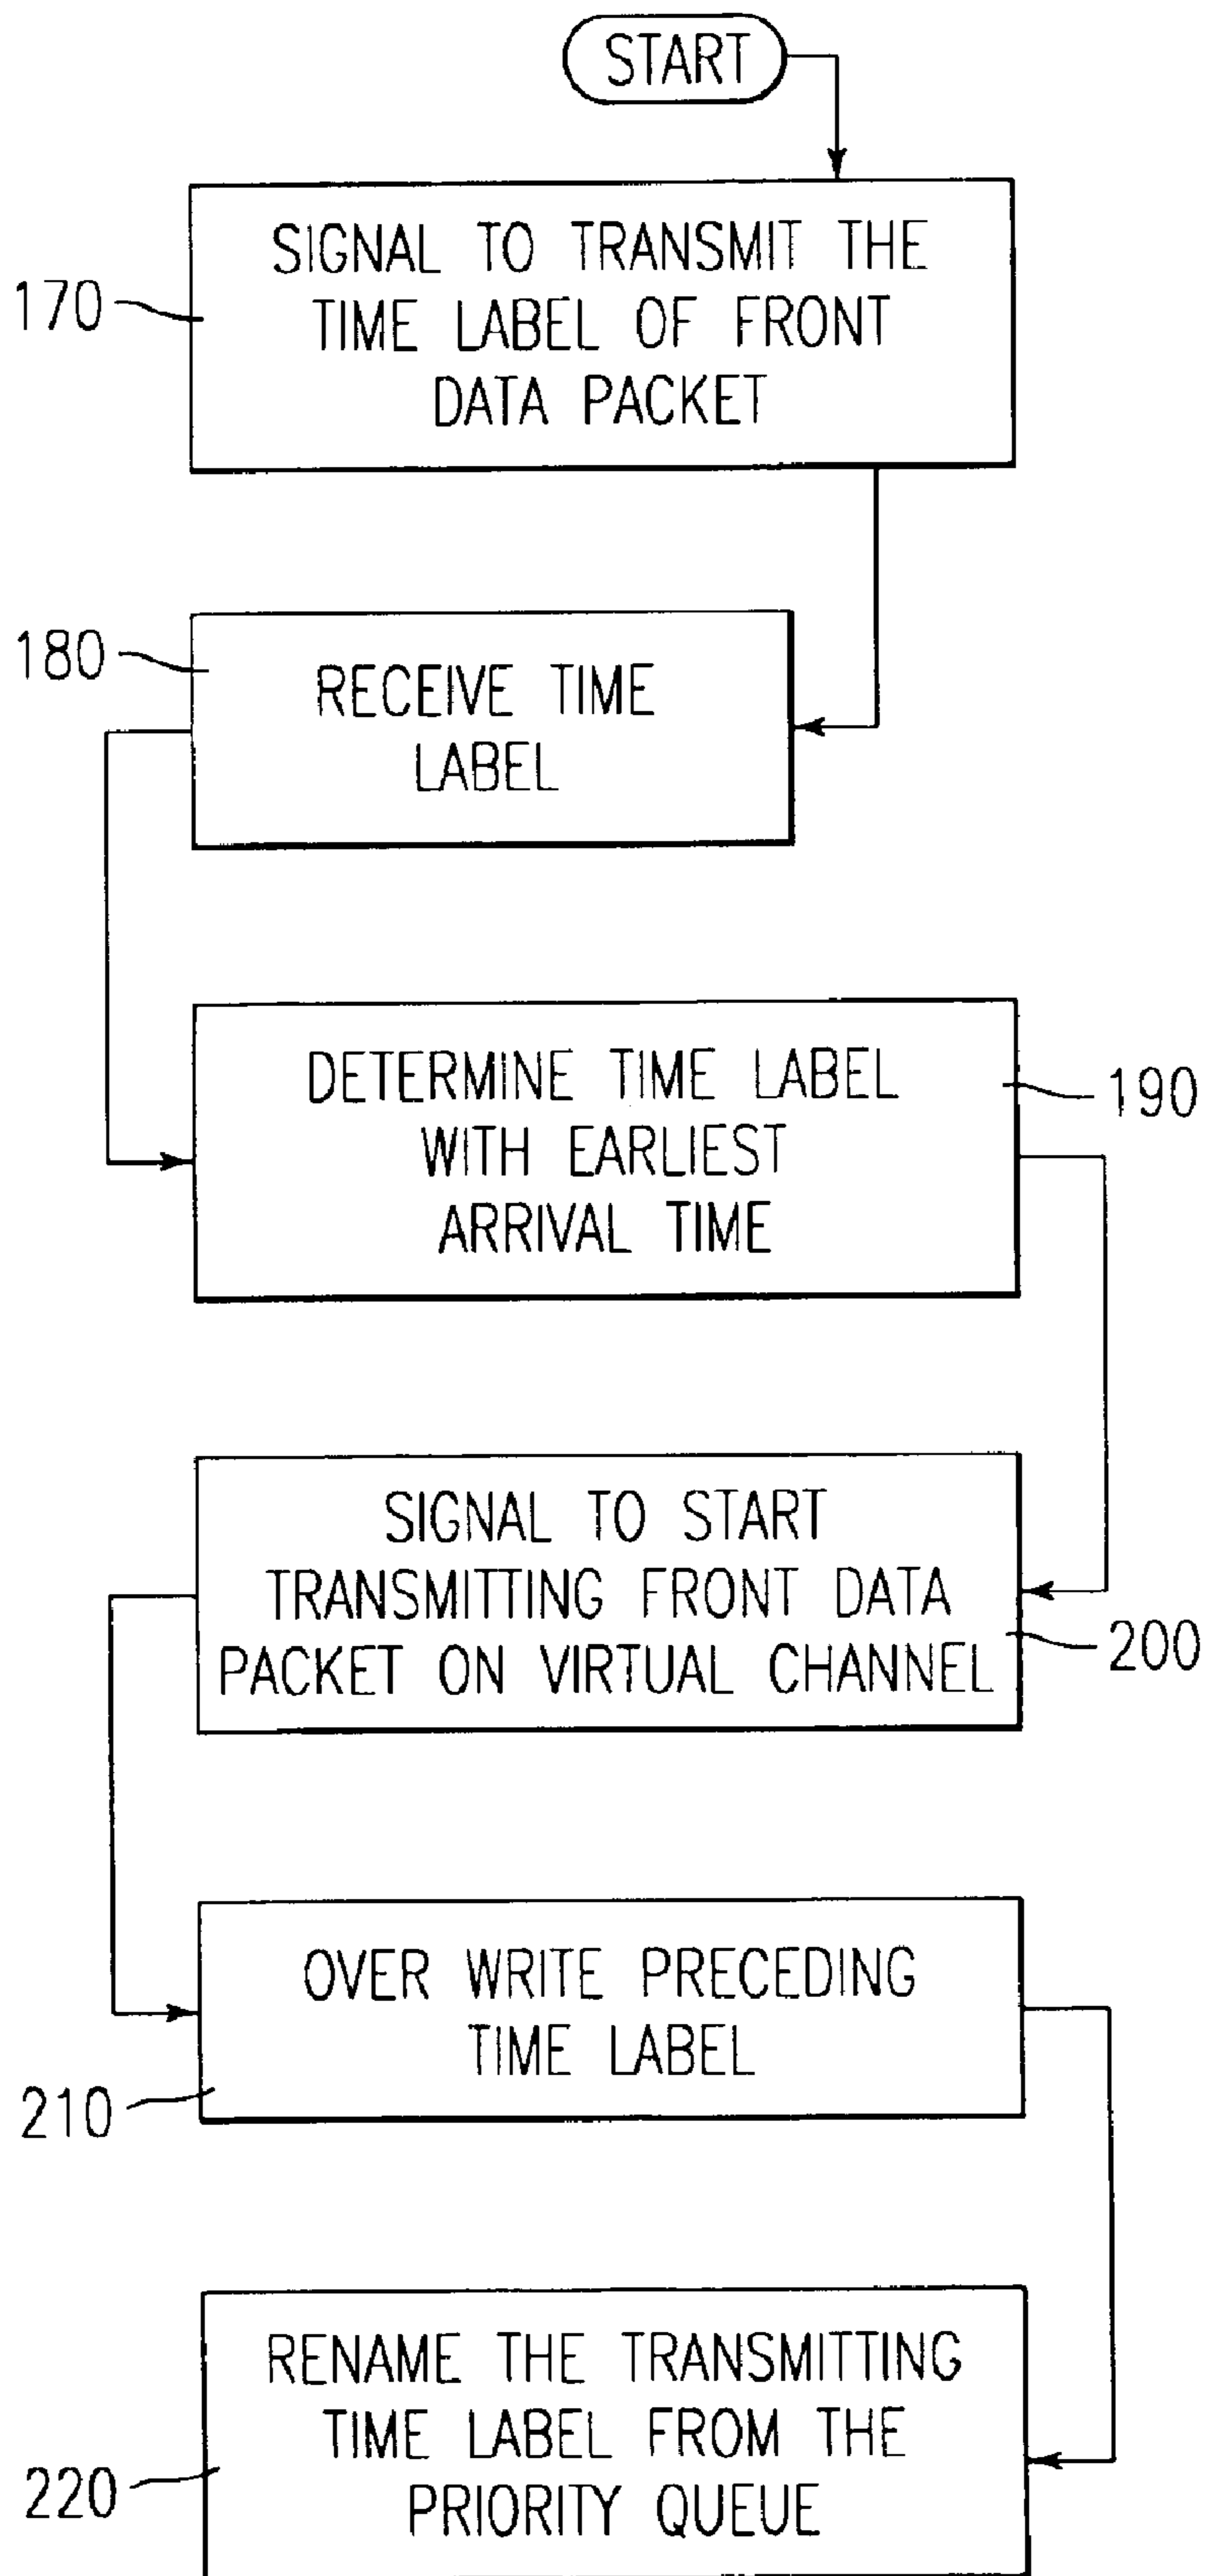 START
SIGNAL TO TRANSMIT THE
TIME LABEL OF FRONT
DATA PACKET
170
180
RECEIVE TIME
LABEL
DETERMINE TIME LABEL
WITH EARLIEST
ARRIVAL TIME
190
SIGNAL TO START
TRANSMITTING FRONT DATA
PACKET ON VIRTUAL CHANNEL
200
OVER WRITE PRECEDING
TIME LABEL
210
RENAME THE TRANSMITTING
TIME LABEL FROM THE
PRIORITY QUEUE
220